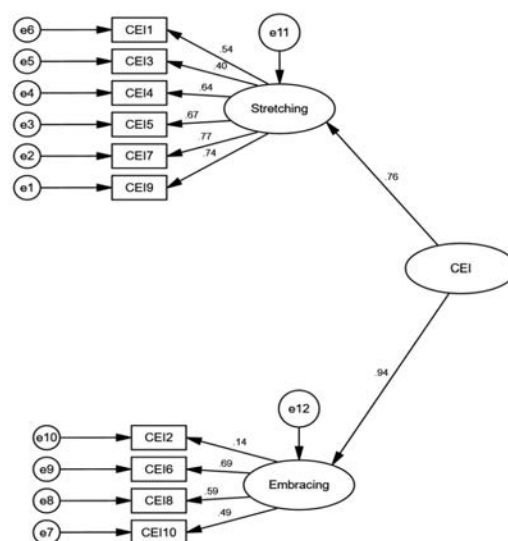 e6
CEI1
e11
.54
e5
CEI3
.40
e4
CEI4
.64
Stretching
e3
CEI5
.67
e2
CEI7
.77
.74
e1
CEI9
.76
CEI
.94
e12
e10
CEI2
.14
e9
CEI6
.69
Embracing
e8
CEI8
.59
.49
e7
CEI10